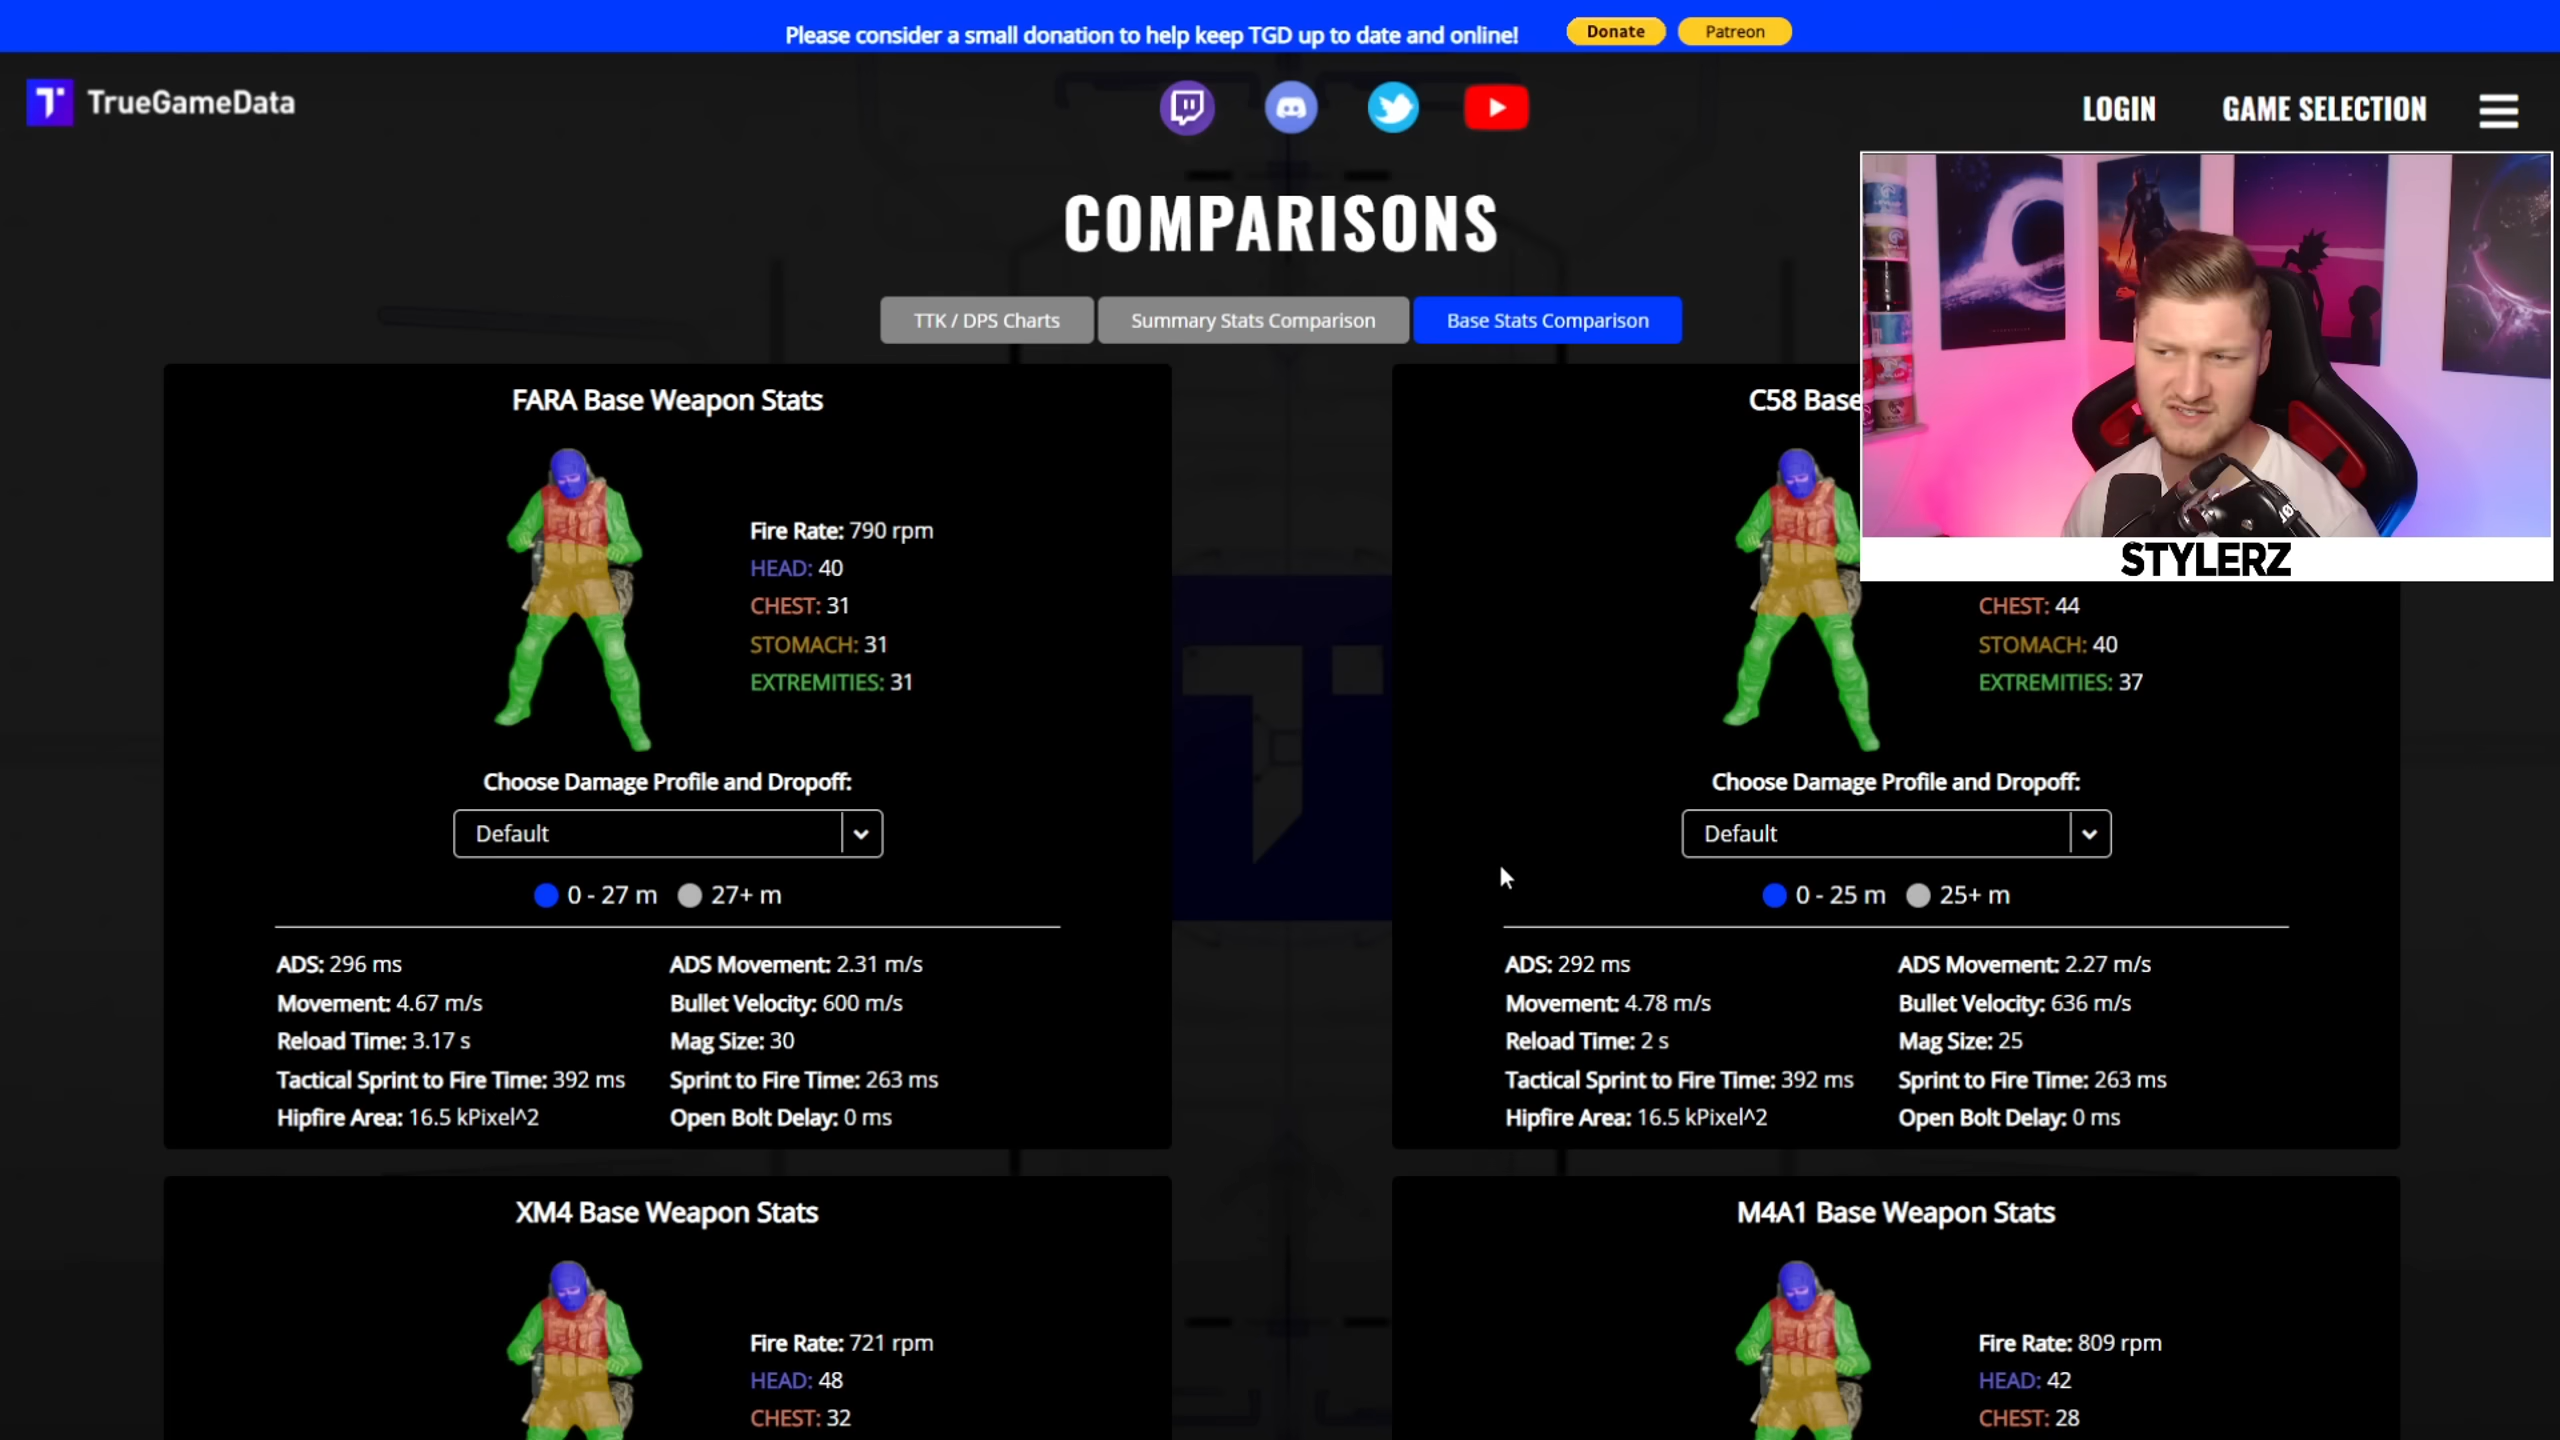 Please consider a small donation to help keep TGD up to date and online!
Donate
Patreon
TrueGameData
LOGIN
GAME SELECTION
COMPARISONS
TTK / DPS Charts
Summary Stats Comparison
Base Stats Comparison
FARA Base Weapon Stats
Fire Rate: 790 rpm
HEAD: 40
CHEST: 31
STOMACH: 31
EXTREMITIES: 31
Choose Damage Profile and Dropoff:
Default
0 - 27 m
27+ m
ADS: 296 ms
ADS Movement: 2.31 m/s
Movement: 4.67 m/s
Bullet Velocity: 600 m/s
Reload Time: 3.17 s
Mag Size: 30
Tactical Sprint to Fire Time: 392 ms
Sprint to Fire Time: 263 ms
Hipfire Area: 16.5 kPixel^2
Open Bolt Delay: 0 ms
C58 Base
STYLERZ
CHEST: 44
STOMACH: 40
EXTREMITIES: 37
Choose Damage Profile and Dropoff:
Default
0 - 25 m
25+ m
ADS: 292 ms
ADS Movement: 2.27 m/s
Movement: 4.78 m/s
Bullet Velocity: 636 m/s
Reload Time: 2 s
Mag Size: 25
Tactical Sprint to Fire Time: 392 ms
Sprint to Fire Time: 263 ms
Hipfire Area: 16.5 kPixel^2
Open Bolt Delay: 0 ms
XM4 Base Weapon Stats
Fire Rate: 721 rpm
HEAD: 48
CHEST: 32
M4A1 Base Weapon Stats
Fire Rate: 809 rpm
HEAD: 42
CHEST: 28